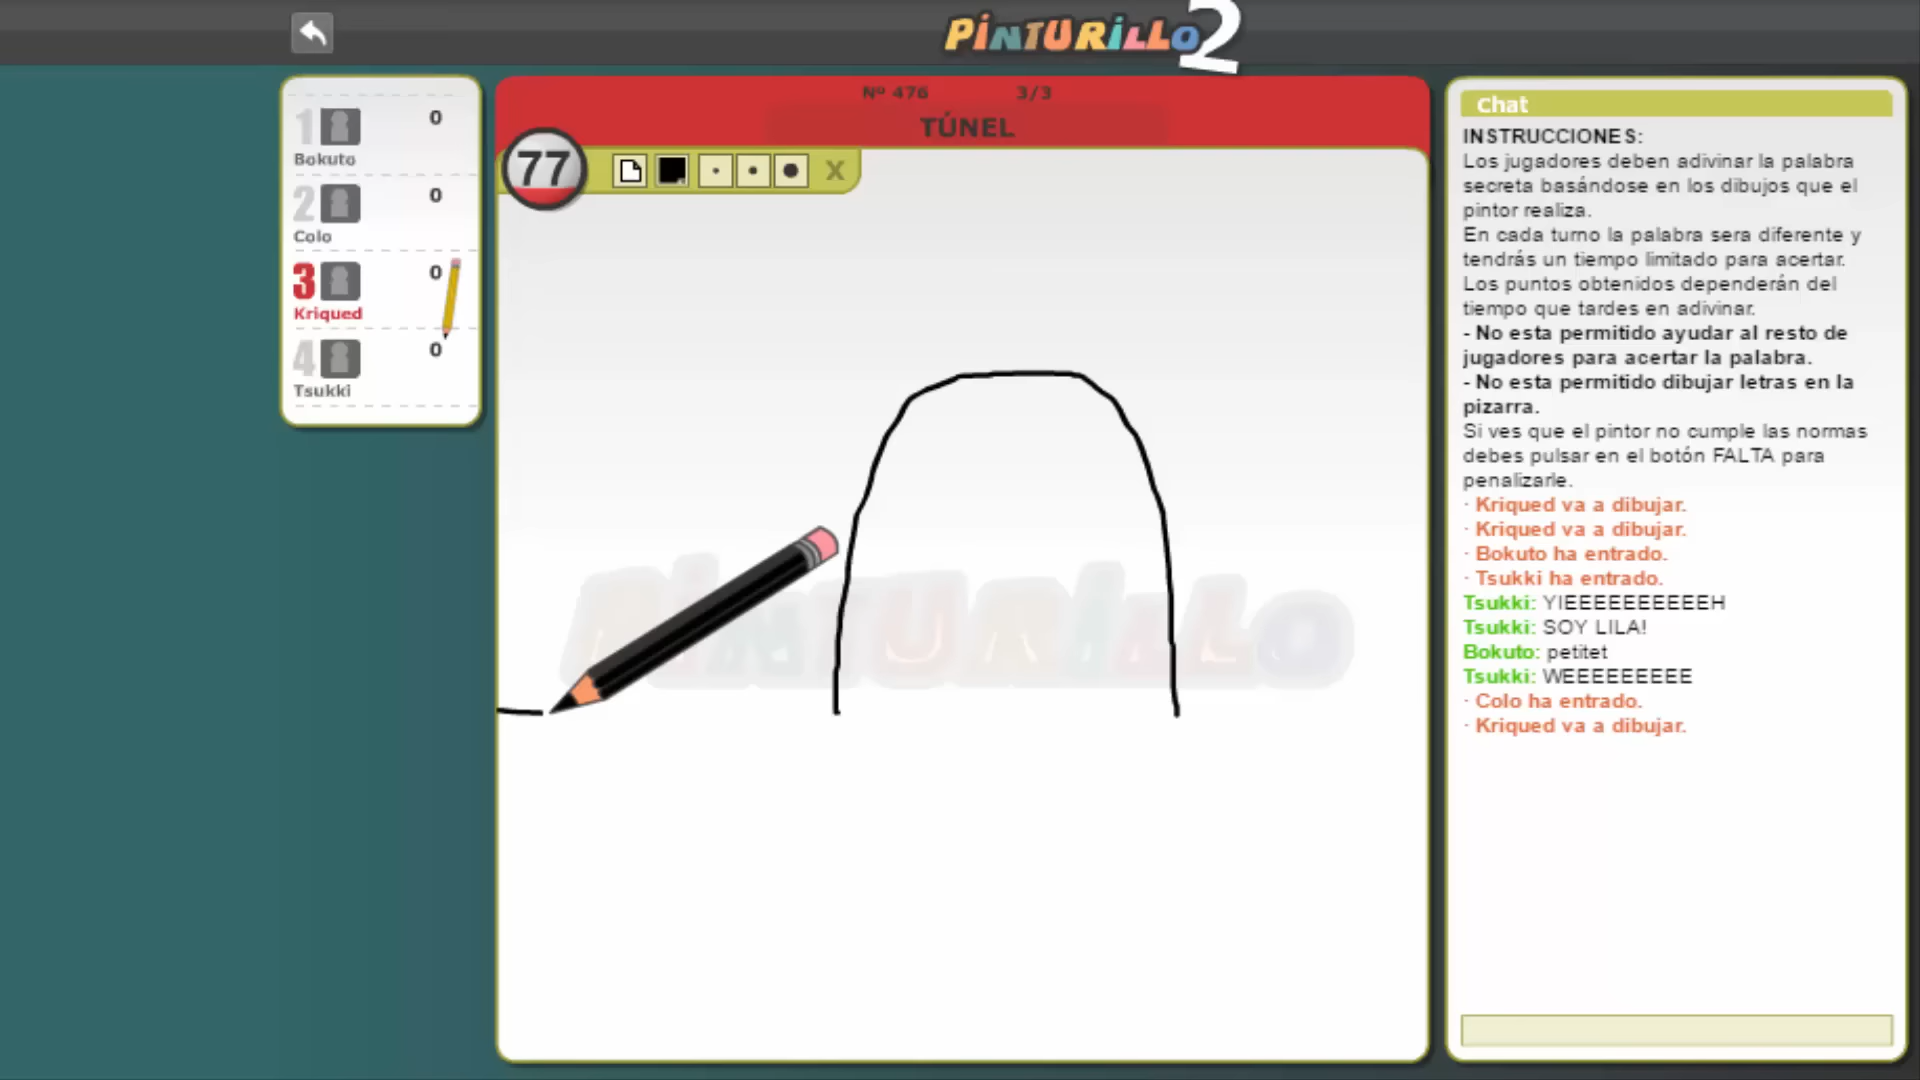 PINTURILLO 2
1 0
Bokuto
2 0
Colo
3 0
Kriqued
4 0
Tsukki
Nº 476 3/3
TÚNEL
77
X
PINTURILLO
Chat
INSTRUCCIONES:
Los jugadores deben adivinar la palabra
secreta basándose en los dibujos que el
pintor realiza.
En cada turno la palabra sera diferente y
tendrás un tiempo limitado para acertar.
Los puntos obtenidos dependerán del
tiempo que tardes en adivinar.
- No esta permitido ayudar al resto de
jugadores para acertar la palabra.
- No esta permitido dibujar letras en la
pizarra.
Si ves que el pintor no cumple las normas
debes pulsar en el botón FALTA para
penalizarle.
· Kriqued va a dibujar.
· Kriqued va a dibujar.
· Bokuto ha entrado.
· Tsukki ha entrado.
Tsukki: YIEEEEEEEEEEH
Tsukki: SOY LILA!
Bokuto: petitet
Tsukki: WEEEEEEEEE
· Colo ha entrado.
· Kriqued va a dibujar.